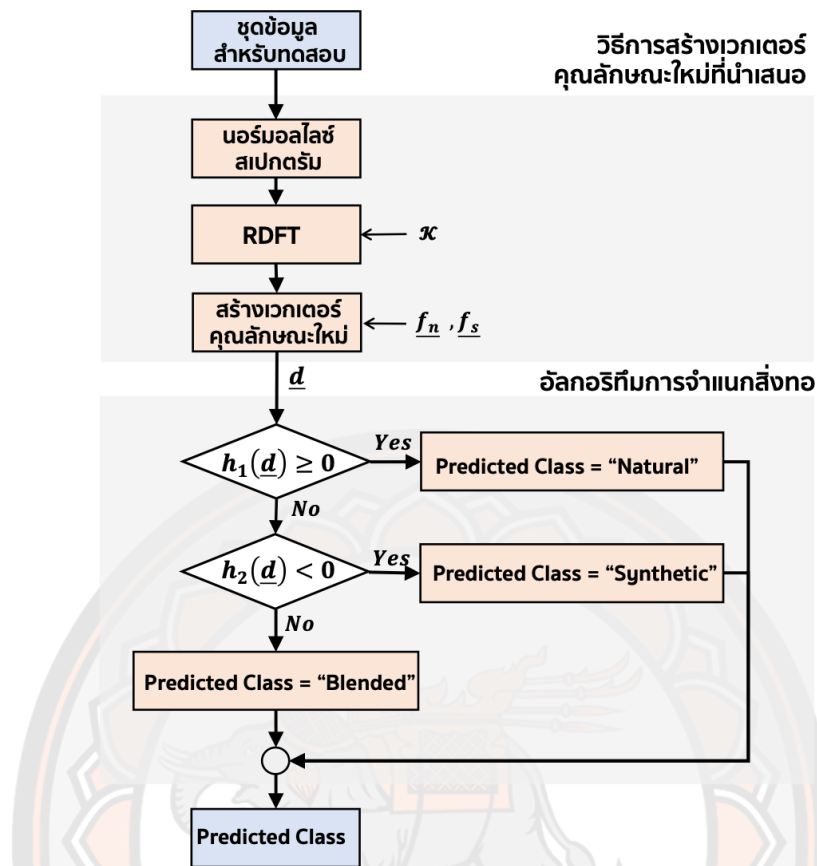 ชุดข้อมูล
สำหรับทดสอบ
วิธีการสร้างเวกเตอร์
คุณลักษณะใหม่ที่นำเสนอ
นอร์มอลไลซ์
สเปกตรัม
RDFT
𝒦
สร้างเวกเตอร์
คุณลักษณะใหม่
f_n , f_s
d
อัลกอริทึมการจำแนกสิ่งทอ
h₁(d) ≥ 0
Yes
Predicted Class = “Natural”
No
h₂(d) < 0
Yes
Predicted Class = “Synthetic”
No
Predicted Class = “Blended”
Predicted Class